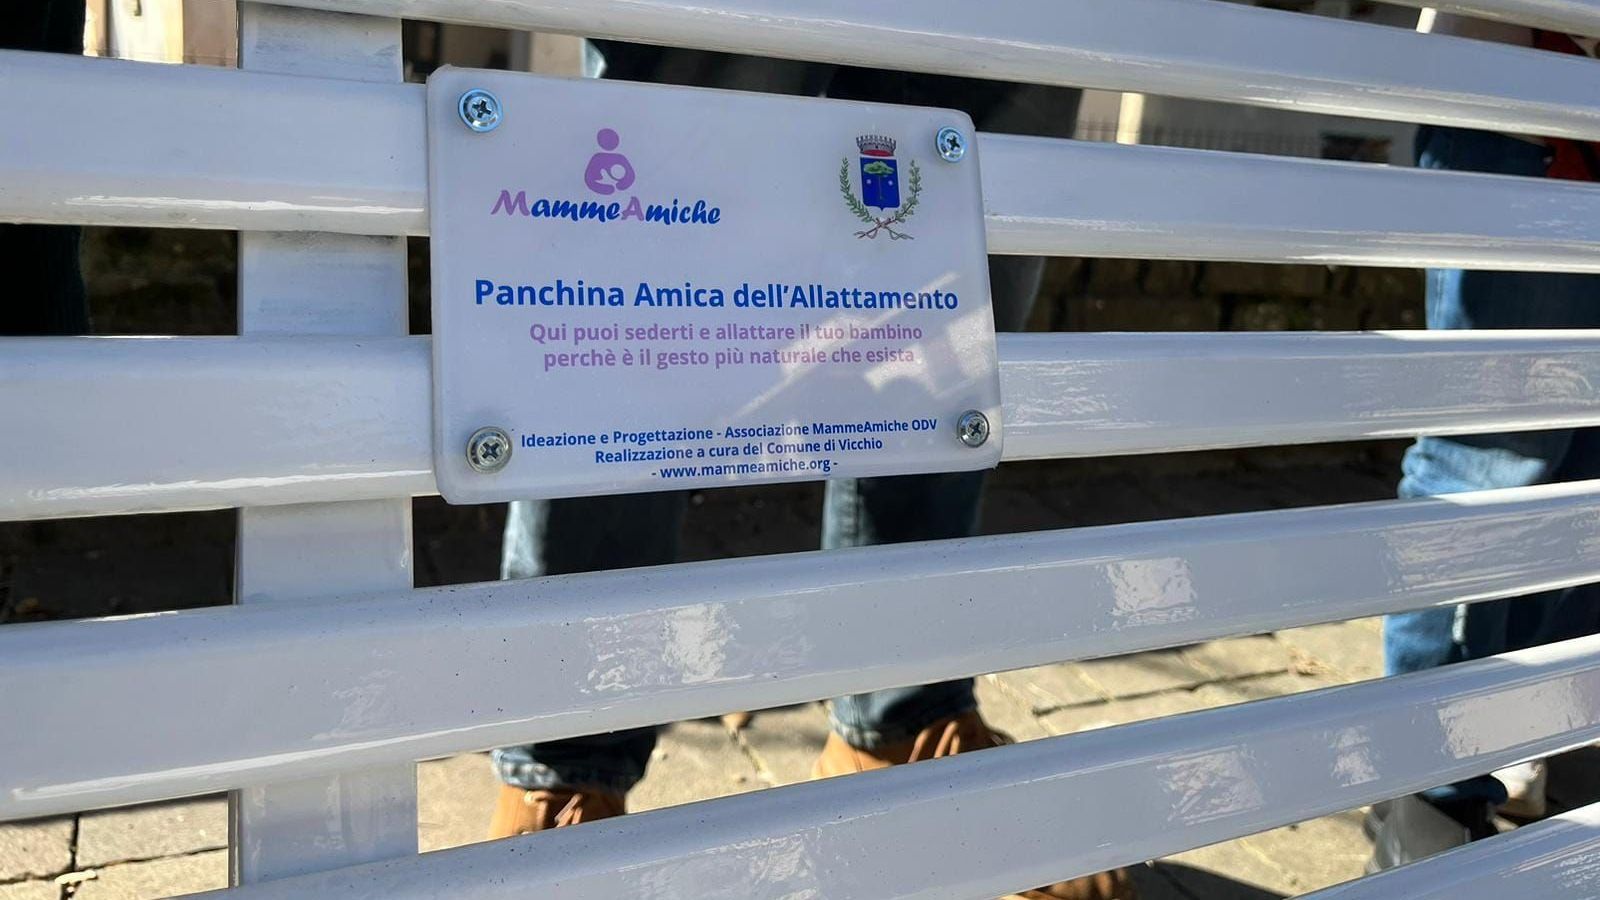 MammeAmiche
Panchina Amica dell'Allattamento
Qui puoi sederti e allattare il tuo bambino
perchè è il gesto più naturale che esista
Ideazione e Progettazione - Associazione MammeAmiche ODV
Realizzazione a cura del Comune di Vicchio
- www.mammeamiche.org -